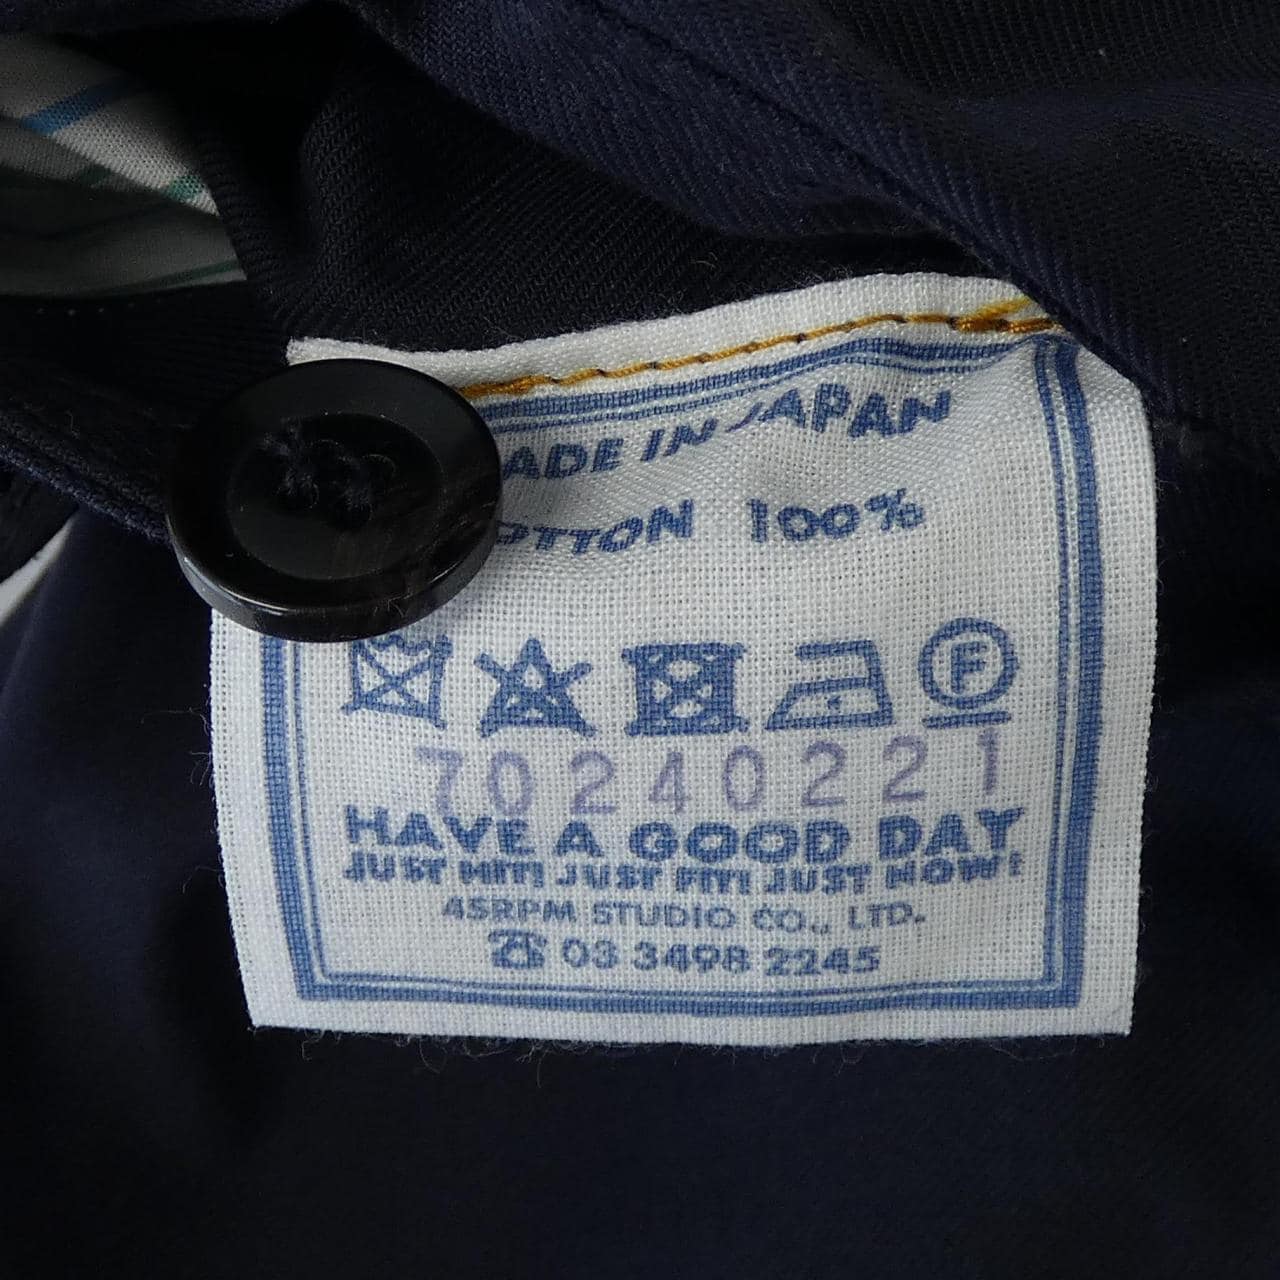 ADE IN JAPAN
OTTON 100%
F
70240221
HAVE A GOOD DAY
JUST HIT! JUST FIT! JUST NOW!
45RPM STUDIO CO., LTD.
☎ 03 3498 2245